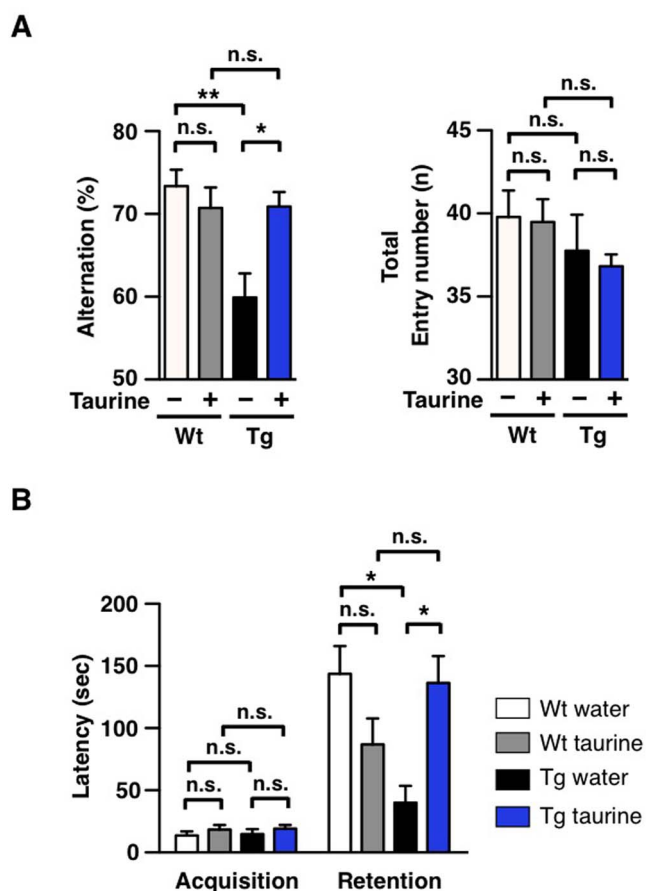 A
n.s.
**
n.s.
*
80
70
60
50
Alternation (%)
Taurine − + − +
Wt Tg
n.s.
n.s.
n.s.
n.s.
45
40
35
30
Total
Entry number (n)
Taurine − + − +
Wt Tg
B
n.s.
*
n.s.
*
200
150
100
50
0
Latency (sec)
n.s.
n.s.
n.s.
n.s.
Acquisition Retention
Wt water
Wt taurine
Tg water
Tg taurine